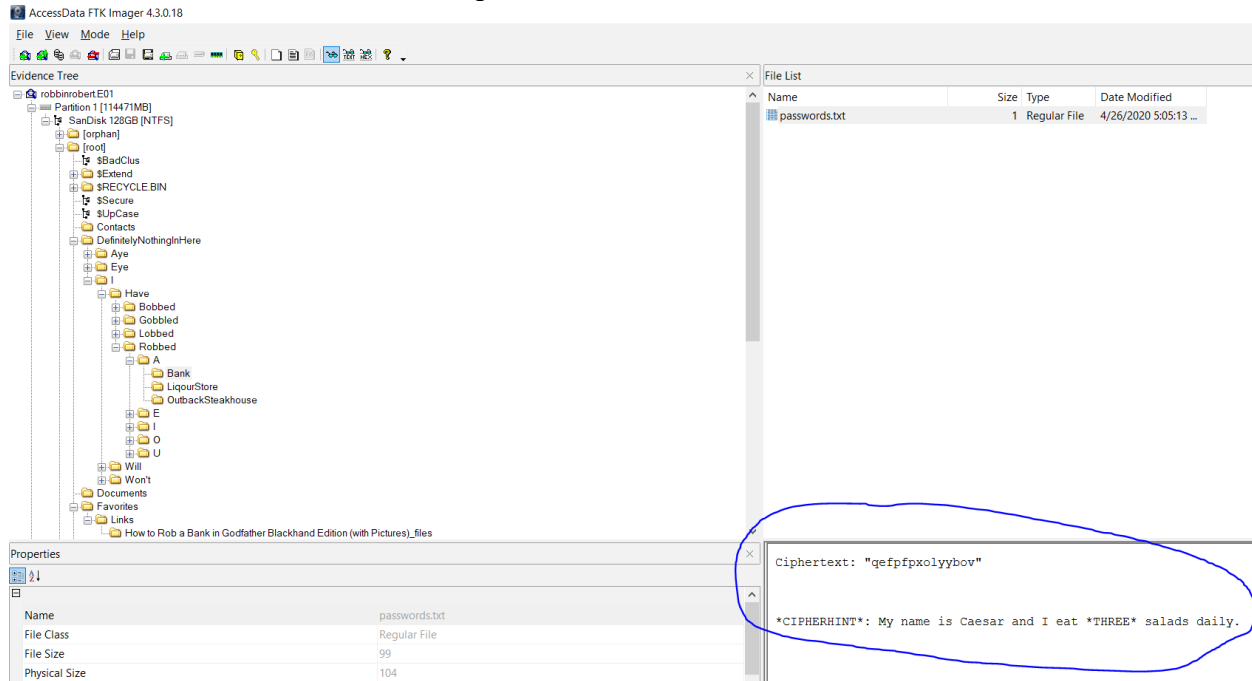 AccessData FTK Imager 4.3.0.18
File View Mode Help
Evidence Tree
robbinrobert.E01
Partition 1 [114471MB]
SanDisk 128GB [NTFS]
[orphan]
[root]
$BadClus
$Extend
$RECYCLE.BIN
$Secure
$UpCase
Contacts
DefinitelyNothingInHere
Aye
Eye
I
Have
Bobbed
Gobbled
Lobbed
Robbed
A
Bank
LiqourStore
OutbackSteakhouse
E
I
O
U
Will
Won't
Documents
Favorites
Links
How to Rob a Bank in Godfather Blackhand Edition (with Pictures)_files
File List
Name Size Type Date Modified
passwords.txt 1 Regular File 4/26/2020 5:05:13 ...
Properties
Name passwords.txt
File Class Regular File
File Size 99
Physical Size 104
Ciphertext: "qefpfpxolyybov"
*CIPHERHINT*: My name is Caesar and I eat *THREE* salads daily.